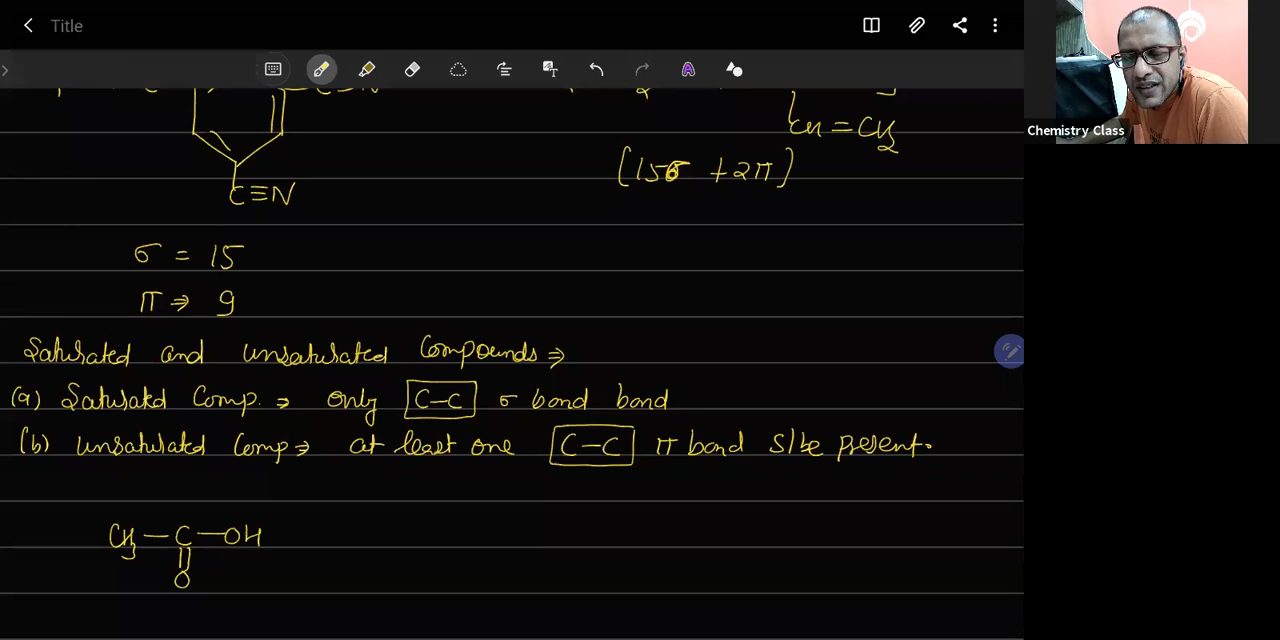 Title
Chemistry Class
CH=CH2
(15σ + 2π)
C≡N
σ = 15
π ⇒ 9
Saturated and unsaturated Compounds ⇒
(a) Saturated Comp. ⇒ only C–C σ bond bond
(b) unsaturated Comp ⇒ at least one C–C π bond s/be present.
CH3 — C — OH
O